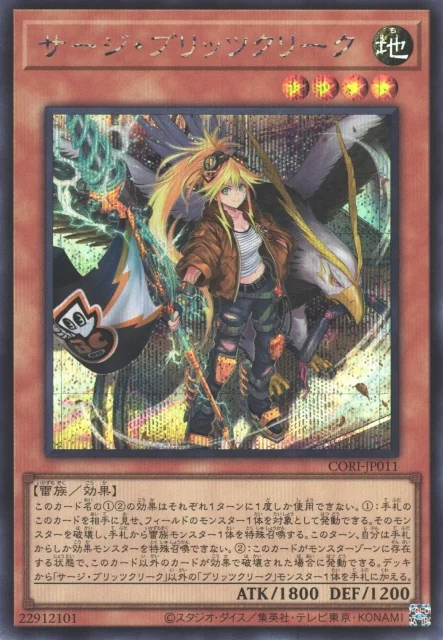 サージ・ブリッツクリーク
地
CORI-JP011
【雷族／効果】
このカード名の①②の効果はそれぞれ1ターンに1度しか使用できない。①：手札の
このカードを相手に見せ、フィールドのモンスター1体を対象として発動できる。そのモン
スターを破壊し、手札から雷族モンスター1体を特殊召喚する。このターン、自分は手札
からしか効果モンスターを特殊召喚できない。②：このカードがモンスターゾーンに存在
する状態で、このカード以外のカードが効果で破壊された場合に発動できる。デッキ
から「サージ・ブリッツクリーク」以外の「ブリッツクリーク」モンスター1体を手札に加える。
ATK/1800 DEF/1200
22912101
©スタジオ・ダイス／集英社・テレビ東京・KONAMI